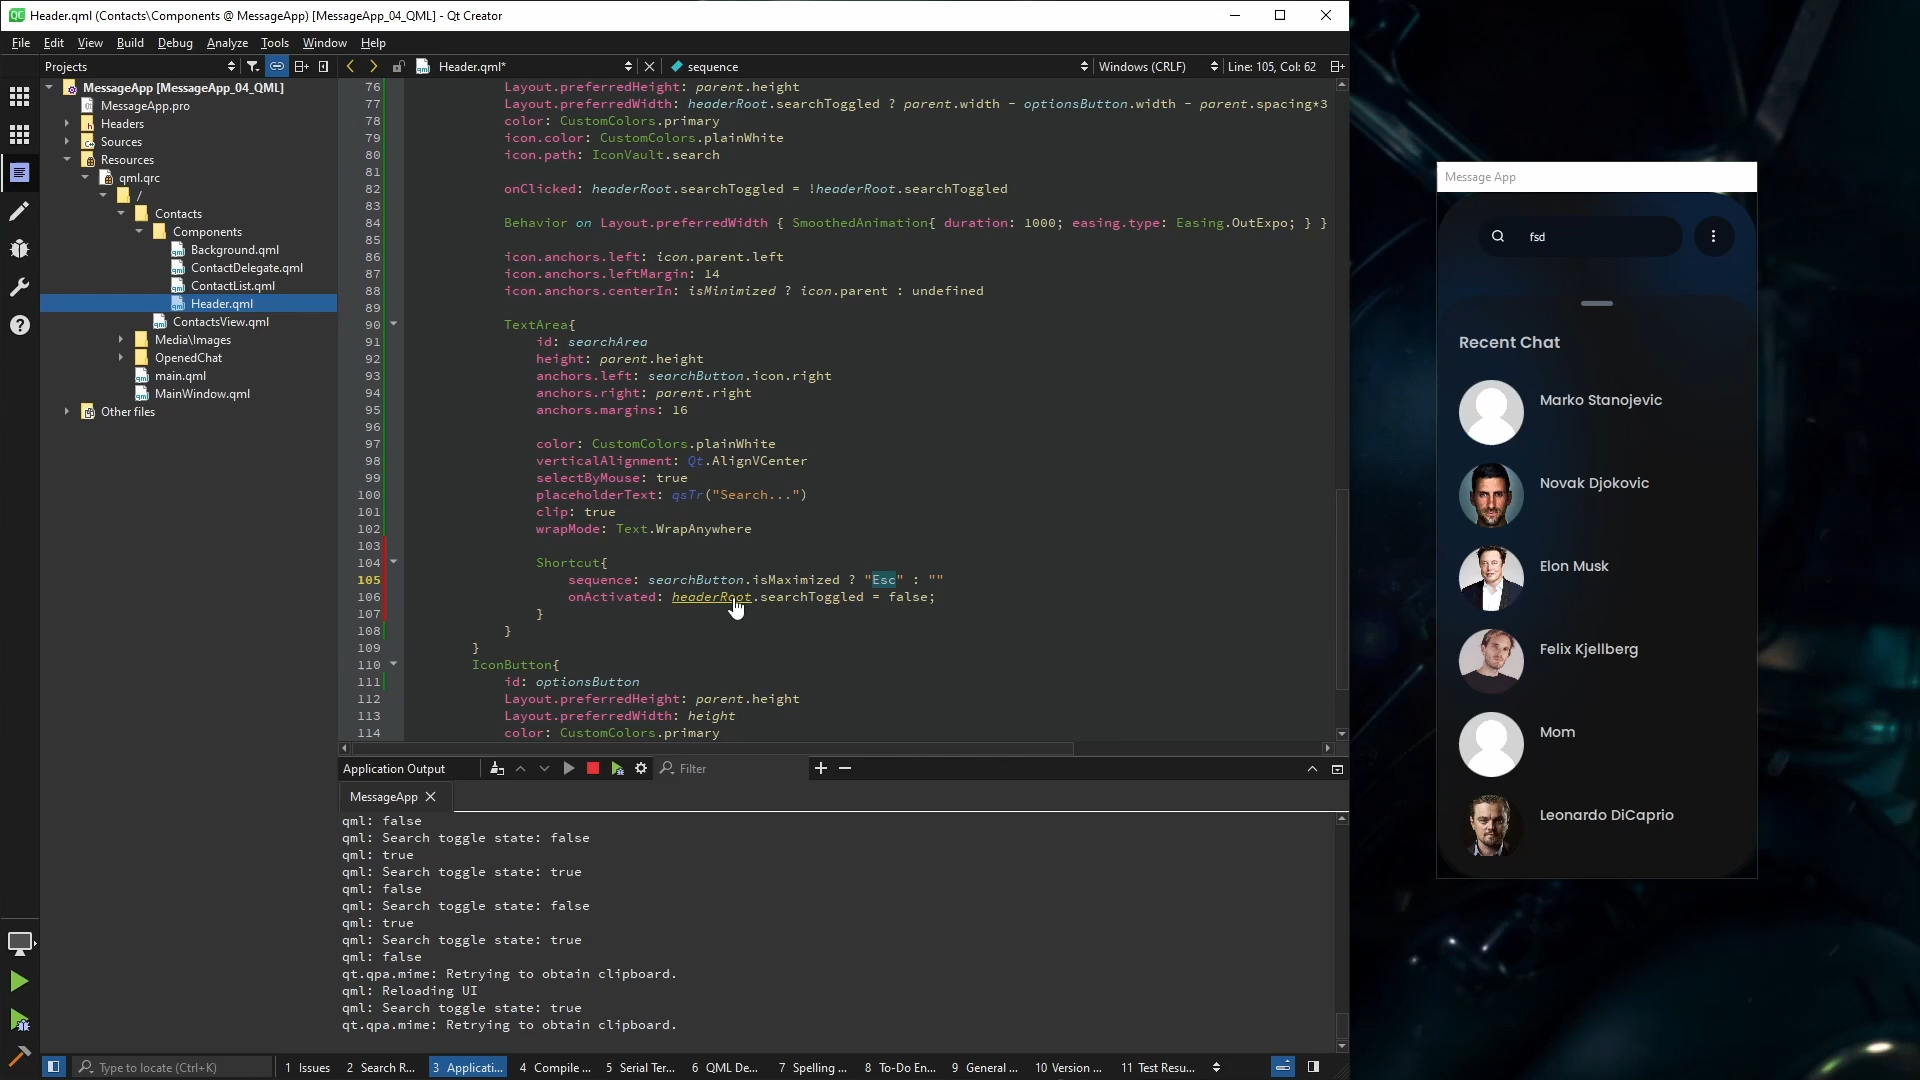 Header.qml (Contacts\Components @ MessageApp) [MessageApp_04_QML] - Qt Creator
File Edit View Build Debug Analyze Tools Window Help
Projects
Header.qml*
sequence
Windows (CRLF)
Line: 105, Col: 62
MessageApp [MessageApp_04_QML]
MessageApp.pro
Headers
Sources
Resources
qml.qrc
/
Contacts
Components
Background.qml
ContactDelegate.qml
ContactList.qml
Header.qml
ContactsView.qml
Media\Images
OpenedChat
main.qml
MainWindow.qml
Other files
76 Layout.preferredHeight: parent.height
77 Layout.preferredWidth: headerRoot.searchToggled ? parent.width - optionsButton.width - parent.spacing*3
78 color: CustomColors.primary
79 icon.color: CustomColors.plainWhite
80 icon.path: IconVault.search
81
82 onClicked: headerRoot.searchToggled = !headerRoot.searchToggled
83
84 Behavior on Layout.preferredWidth { SmoothedAnimation{ duration: 1000; easing.type: Easing.OutExpo; } }
85
86 icon.anchors.left: icon.parent.left
87 icon.anchors.leftMargin: 14
88 icon.anchors.centerIn: isMinimized ? icon.parent : undefined
89
90 TextArea{
91 id: searchArea
92 height: parent.height
93 anchors.left: searchButton.icon.right
94 anchors.right: parent.right
95 anchors.margins: 16
96
97 color: CustomColors.plainWhite
98 verticalAlignment: Qt.AlignVCenter
99 selectByMouse: true
100 placeholderText: qsTr("Search...")
101 clip: true
102 wrapMode: Text.WrapAnywhere
103
104 Shortcut{
105 sequence: searchButton.isMaximized ? "Esc" : ""
106 onActivated: headerRoot.searchToggled = false;
107 }
108 }
109 }
110 IconButton{
111 id: optionsButton
112 Layout.preferredHeight: parent.height
113 Layout.preferredWidth: height
114 color: CustomColors.primary
Application Output
Filter
MessageApp
qml: false
qml: Search toggle state: false
qml: true
qml: Search toggle state: true
qml: false
qml: Search toggle state: false
qml: true
qml: Search toggle state: true
qml: false
qt.qpa.mime: Retrying to obtain clipboard.
qml: Reloading UI
qml: Search toggle state: true
qt.qpa.mime: Retrying to obtain clipboard.
Type to locate (Ctrl+K)
1 Issues
2 Search R...
3 Applicati...
4 Compile ...
5 Serial Ter...
6 QML De...
7 Spelling ...
8 To-Do En...
9 General ...
10 Version ...
11 Test Resu...
Message App
fsd
Recent Chat
Marko Stanojevic
Novak Djokovic
Elon Musk
Felix Kjellberg
Mom
Leonardo DiCaprio